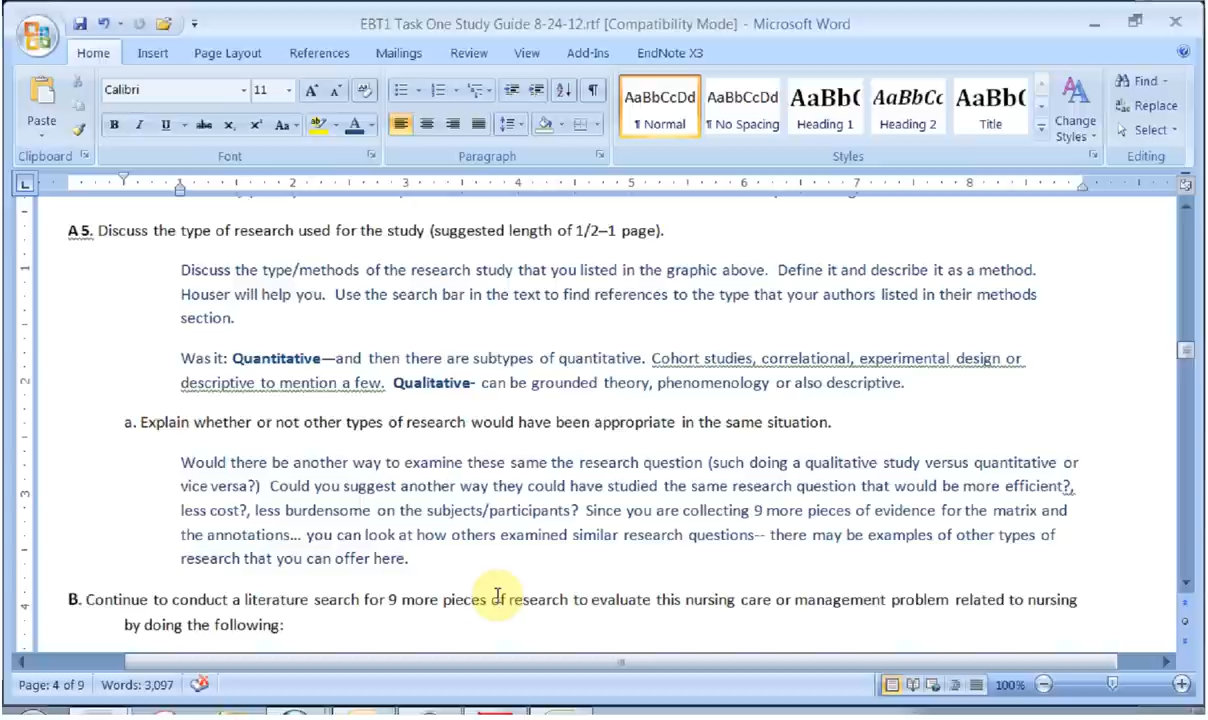 EBT1 Task One Study Guide 8-24-12.rtf [Compatibility Mode] - Microsoft Word
Home Insert Page Layout References Mailings Review View Add-Ins EndNote X3
Calibri 11
AaBbCcDd AaBbCcDd AaBb( AaBbCc AaBb(
¶ Normal ¶ No Spacing Heading 1 Heading 2 Title
Paste
Change
Styles
Find
Replace
Select
Clipboard Font Paragraph Styles Editing
1 2 3 4 5 6 7 8
A 5. Discuss the type of research used for the study (suggested length of 1/2–1 page).
Discuss the type/methods of the research study that you listed in the graphic above. Define it and describe it as a method.
Houser will help you. Use the search bar in the text to find references to the type that your authors listed in their methods
section.
Was it: Quantitative—and then there are subtypes of quantitative. Cohort studies, correlational, experimental design or
descriptive to mention a few. Qualitative- can be grounded theory, phenomenology or also descriptive.
a. Explain whether or not other types of research would have been appropriate in the same situation.
Would there be another way to examine these same the research question (such doing a qualitative study versus quantitative or
vice versa?) Could you suggest another way they could have studied the same research question that would be more efficient?,
less cost?, less burdensome on the subjects/participants? Since you are collecting 9 more pieces of evidence for the matrix and
the annotations... you can look at how others examined similar research questions-- there may be examples of other types of
research that you can offer here.
B. Continue to conduct a literature search for 9 more pieces of research to evaluate this nursing care or management problem related to nursing
by doing the following:
Page: 4 of 9 Words: 3,097 100%